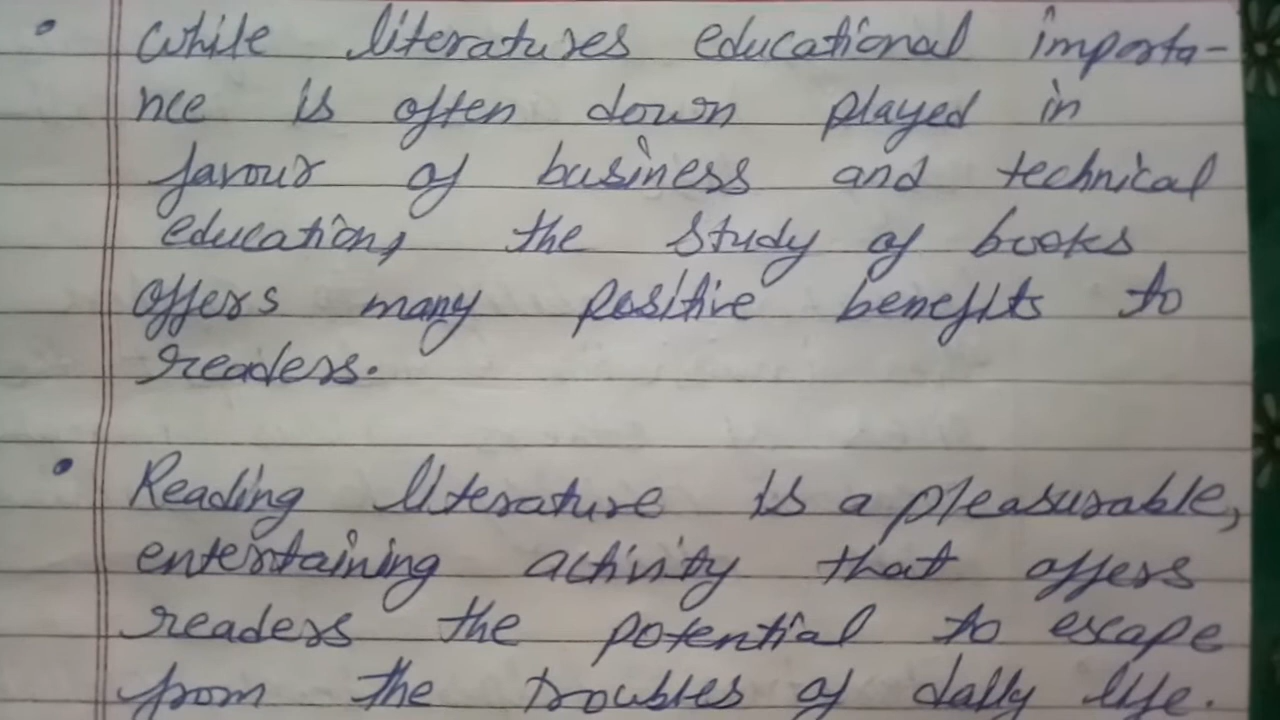 • while literatures educational importa-
nce is often down played in
favour of business and technical
education, the study of books
offers many positive benefits to
readers.
• Reading literature is a pleasurable,
entertaining activity that offers
readers the potential to escape
from the troubles of daily life.